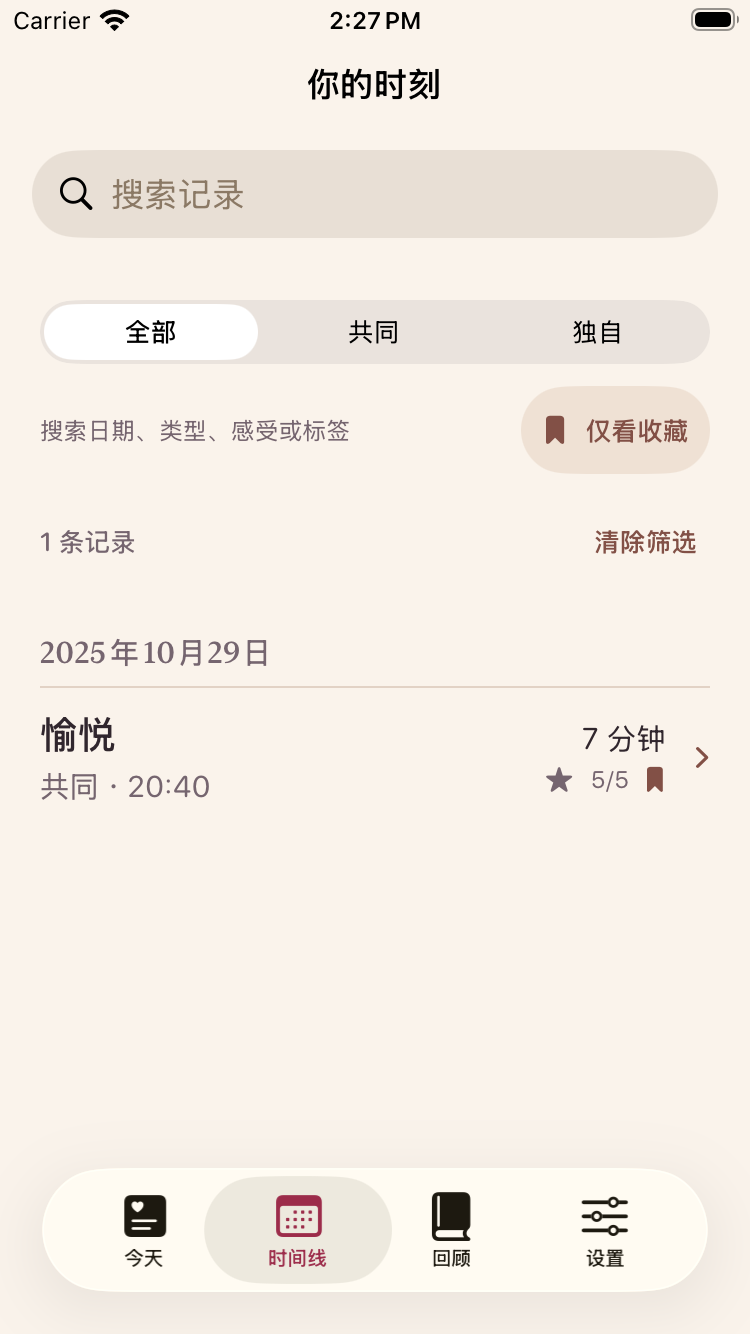 Carrier 2:27 PM
你的时刻
搜索记录
全部 共同 独自
搜索日期、类型、感受或标签 仅看收藏
1 条记录 清除筛选
2025年10月29日
愉悦 7 分钟
共同 · 20:40 5/5
今天 时间线 回顾 设置